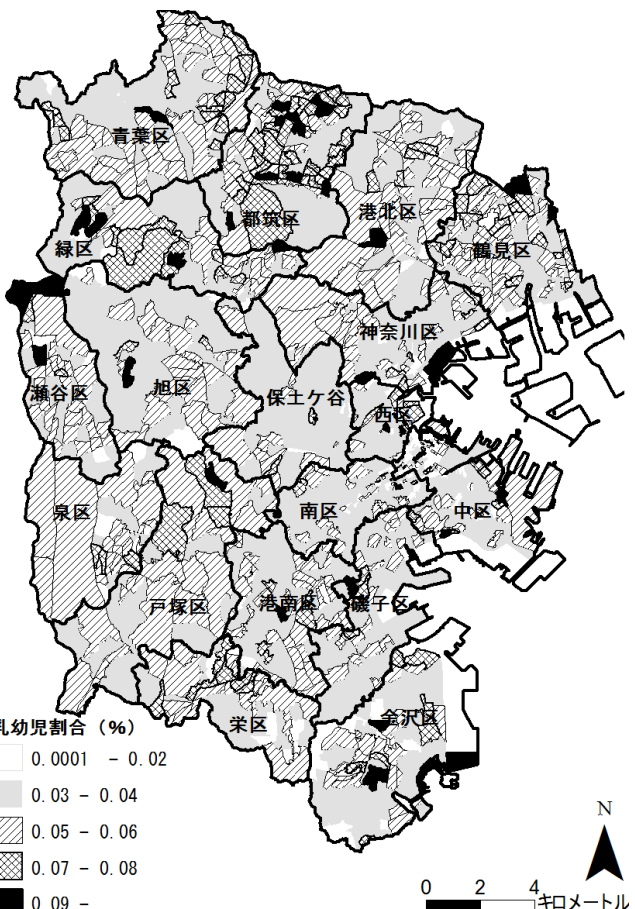 青葉区
都筑区
港北区
鶴見区
緑区
神奈川区
瀬谷区
旭区
保土ケ谷
西区
泉区
南区
中区
戸塚区
港南区
磯子区
栄区
金沢区
乳幼児割合 (%)
0.0001 - 0.02
0.03 - 0.04
0.05 - 0.06
0.07 - 0.08
0.09 -
N
0 2 4
キロメートル